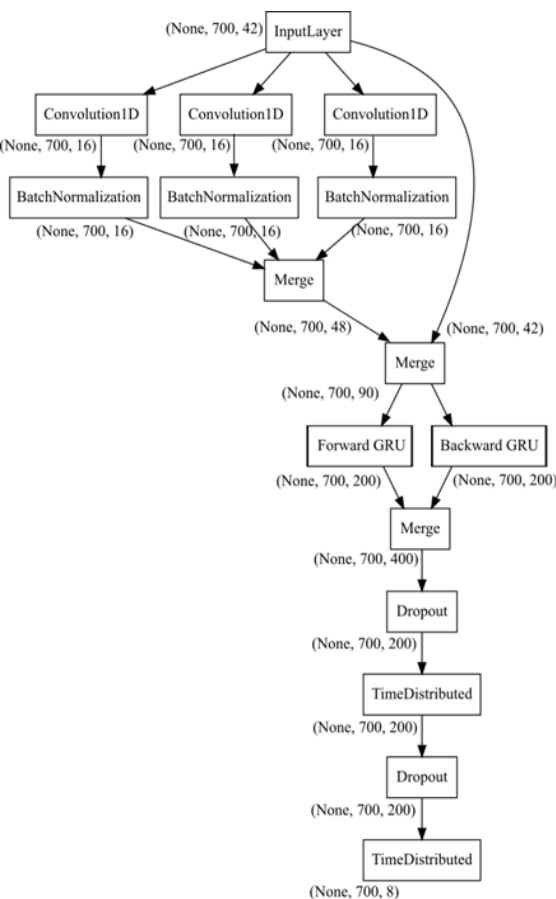 (None, 700, 42) InputLayer
Convolution1D Convolution1D Convolution1D
(None, 700, 16) (None, 700, 16) (None, 700, 16)
BatchNormalization BatchNormalization BatchNormalization
(None, 700, 16) (None, 700, 16) (None, 700, 16)
Merge
(None, 700, 48) (None, 700, 42)
Merge
(None, 700, 90)
Forward GRU Backward GRU
(None, 700, 200) (None, 700, 200)
Merge
(None, 700, 400)
Dropout
(None, 700, 200)
TimeDistributed
(None, 700, 200)
Dropout
(None, 700, 200)
TimeDistributed
(None, 700, 8)